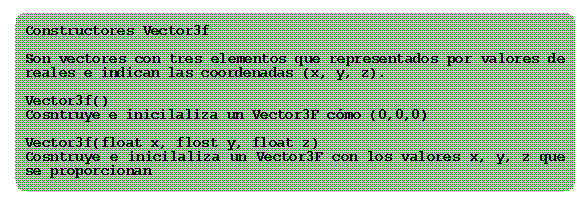 Constructores Vector3f
Son vectores con tres elementos que representados por valores de
reales e indican las coordenadas (x, y, z).
Vector3f()
Cosntruye e inicilaliza un Vector3F cómo (0,0,0)
Vector3f(float x, flost y, float z)
Cosntruye e inicilaliza un Vector3F con los valores x, y, z que
se proporcionan